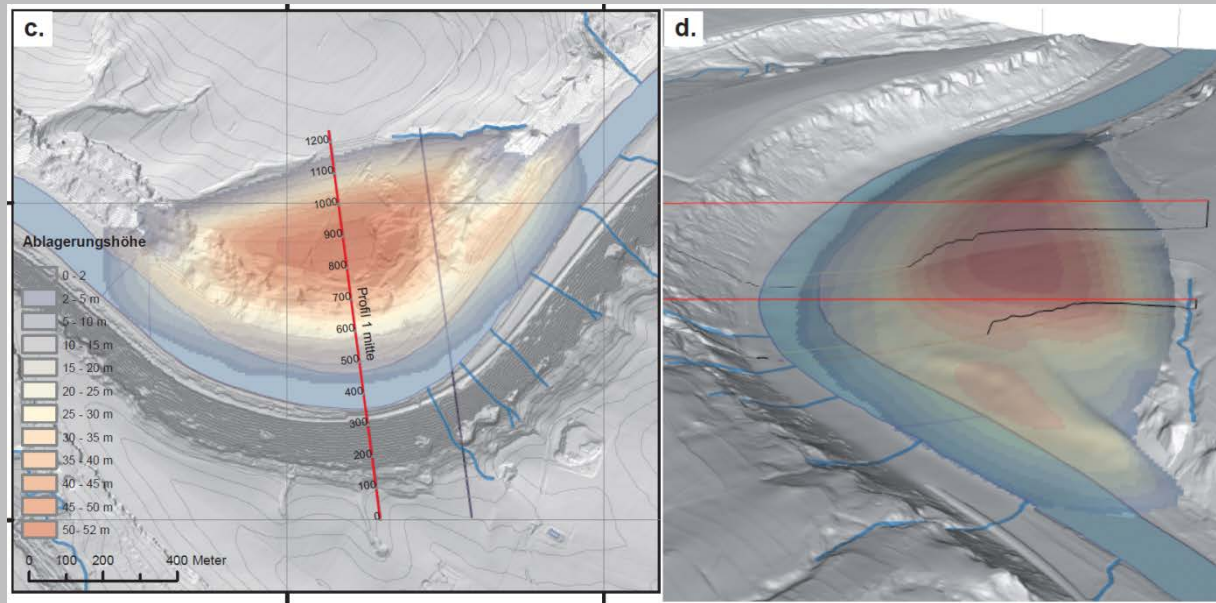 c.
d.
1200
1100
1000
900
800
700
Profil 1 mitte
600
500
400
300
200
100
0
Ablagerungshöhe
0 - 2
2 - 5 m
5 - 10 m
10 - 15 m
15 - 20 m
20 - 25 m
25 - 30 m
30 - 35 m
35 - 40 m
40 - 45 m
45 - 50 m
50 - 52 m
0 100 200 400 Meter